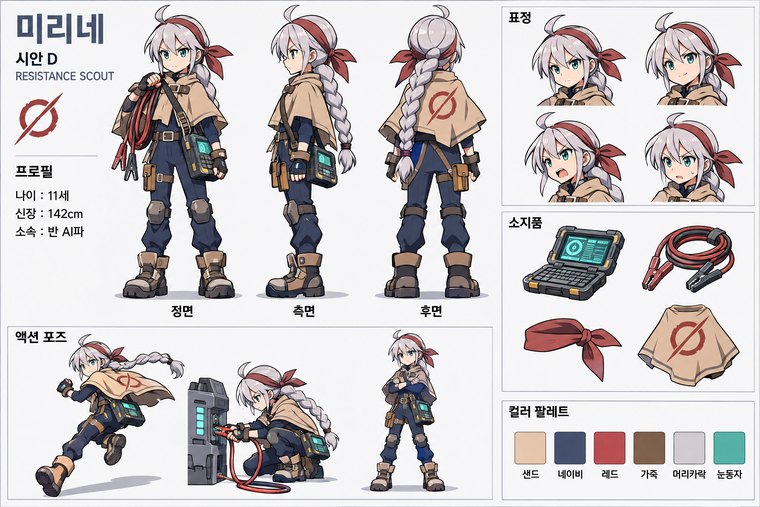 미리네
시안 D
RESISTANCE SCOUT
프로필
나이 : 11세
신장 : 142cm
소속 : 반 AI파
정면
측면
후면
표정
소지품
액션 포즈
컬러 팔레트
샌드
네이비
레드
가죽
머리카락
눈동자